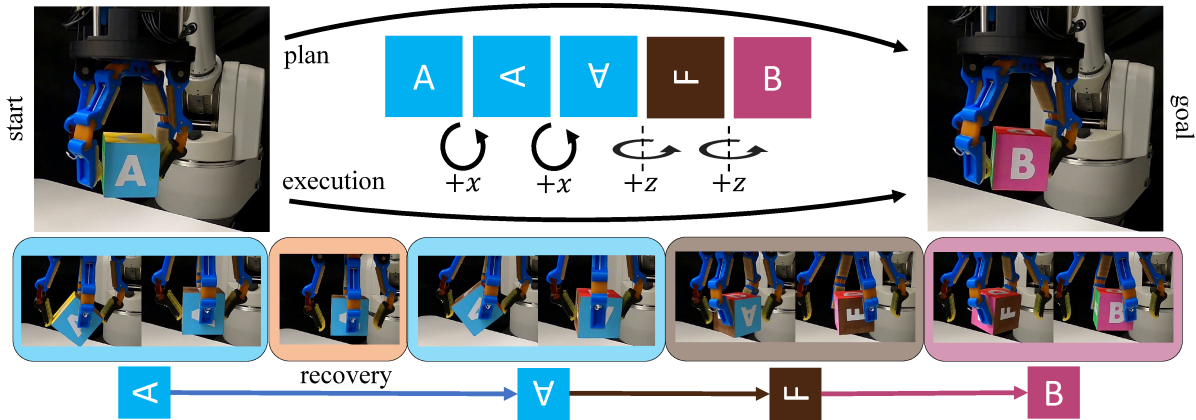 plan
start
goal
A A A F B
execution
+x +x +z +z
A
B
A
F
F
B
recovery
A A F B